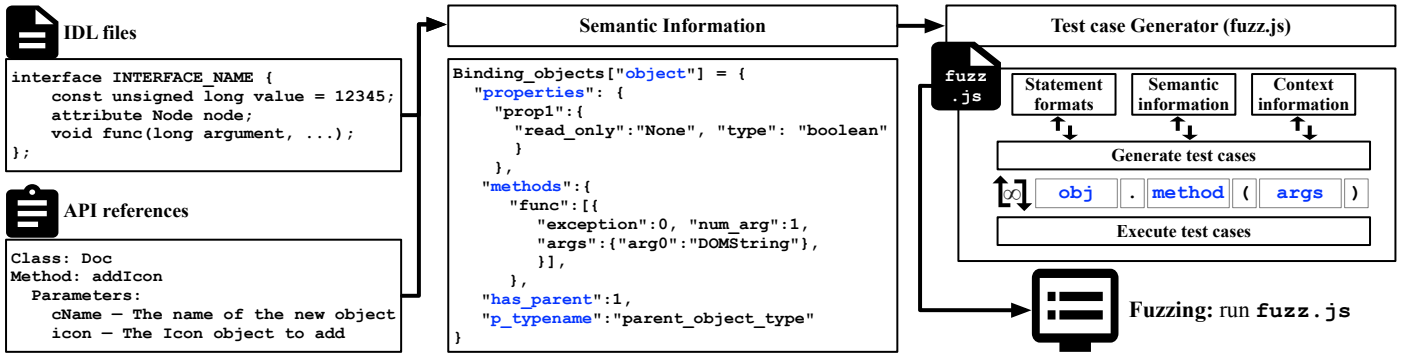 IDL files
interface INTERFACE_NAME {
    const unsigned long value = 12345;
    attribute Node node;
    void func(long argument, ...);
};
API references
Class: Doc
Method: addIcon
  Parameters:
    cName — The name of the new object
    icon — The Icon object to add
Semantic Information
Binding_objects["object"] = {
  "properties": {
    "prop1":{
      "read_only":"None", "type": "boolean"
      }
    },
  "methods":{
    "func":[{
        "exception":0, "num_arg":1,
        "args":{"arg0":"DOMString"},
        }],
    },
  "has_parent":1,
  "p_typename":"parent_object_type"
}
Test case Generator (fuzz.js)
fuzz
.js
Statement
formats
Semantic
information
Context
information
Generate test cases
∞ obj . method ( args )
Execute test cases
Fuzzing: run fuzz.js